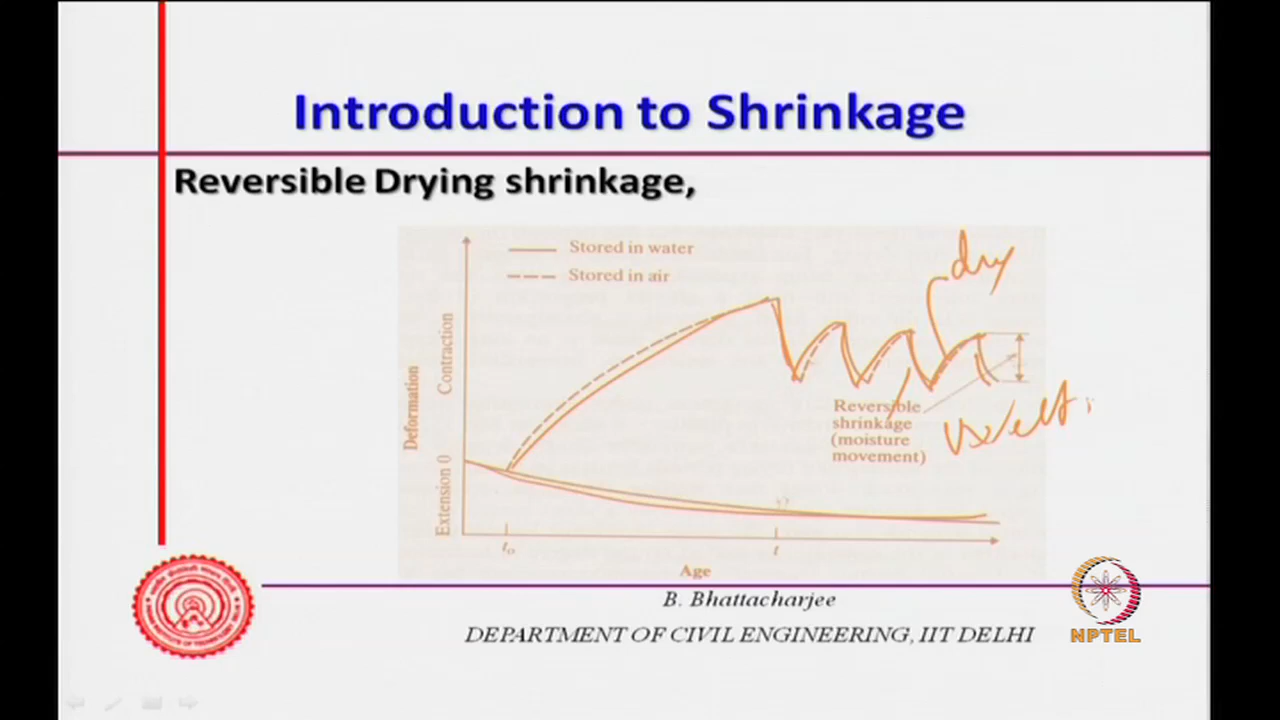 Introduction to Shrinkage
Reversible Drying shrinkage,
Stored in water
Stored in air
dry
Contraction
Deformation
Extension 0
Reversible
shrinkage
(moisture
movement)
t₀
t
Age
B. Bhattacharjee
DEPARTMENT OF CIVIL ENGINEERING, IIT DELHI
NPTEL